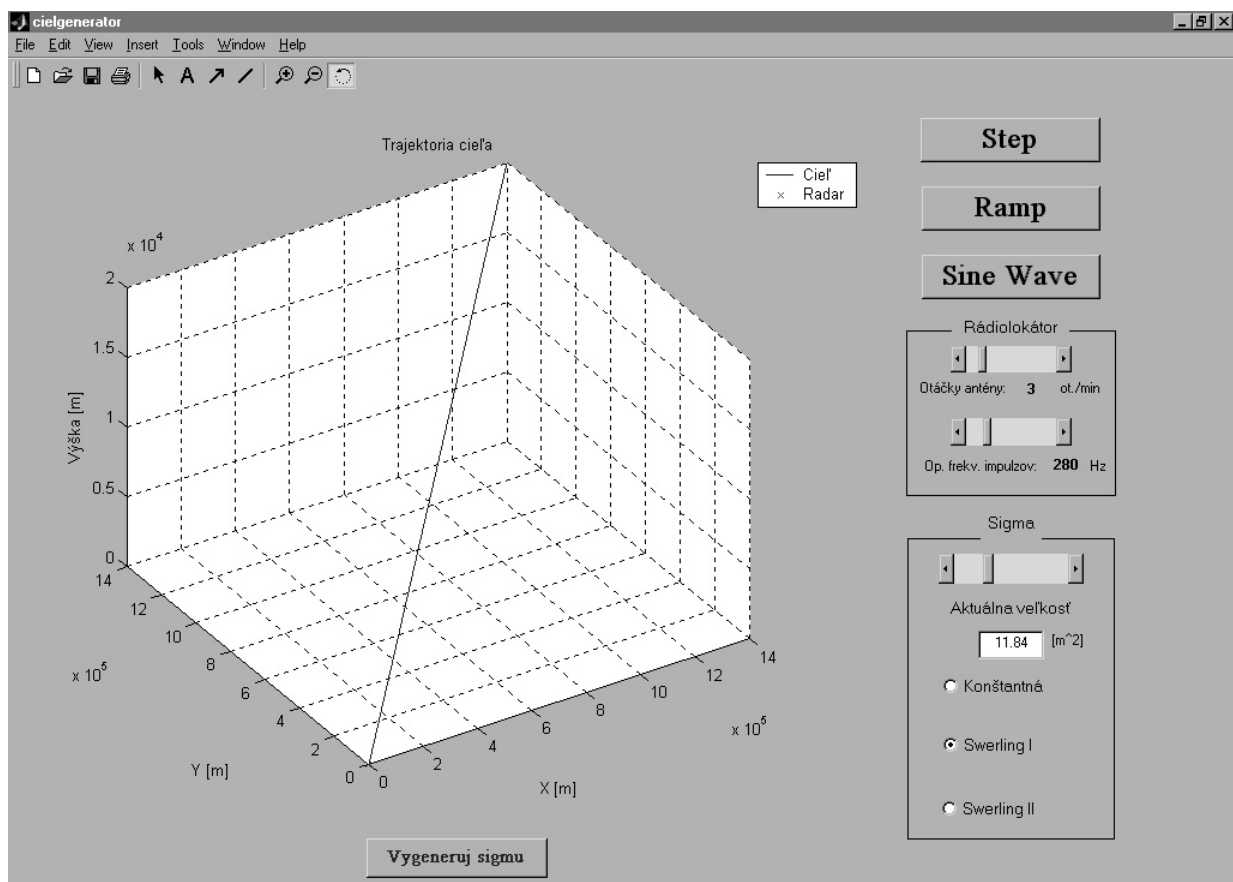 cielgenerator
File Edit View Insert Tools Window Help
A
Trajektoria cieľa
Cieľ
Radar
x 10^4
2
1.5
1
0.5
0
Výška [m]
14
12
10
8
6
4
2
0
x 10^5
Y [m]
0
2
4
6
8
10
12
14
x 10^5
X [m]
Vygeneruj sigmu
Step
Ramp
Sine Wave
Rádiolokátor
Otáčky antény: 3 ot./min
Op. frekv. impulzov: 280 Hz
Sigma
Aktuálna veľkosť
11.84 [m^2]
Konštantná
Swerling I
Swerling II